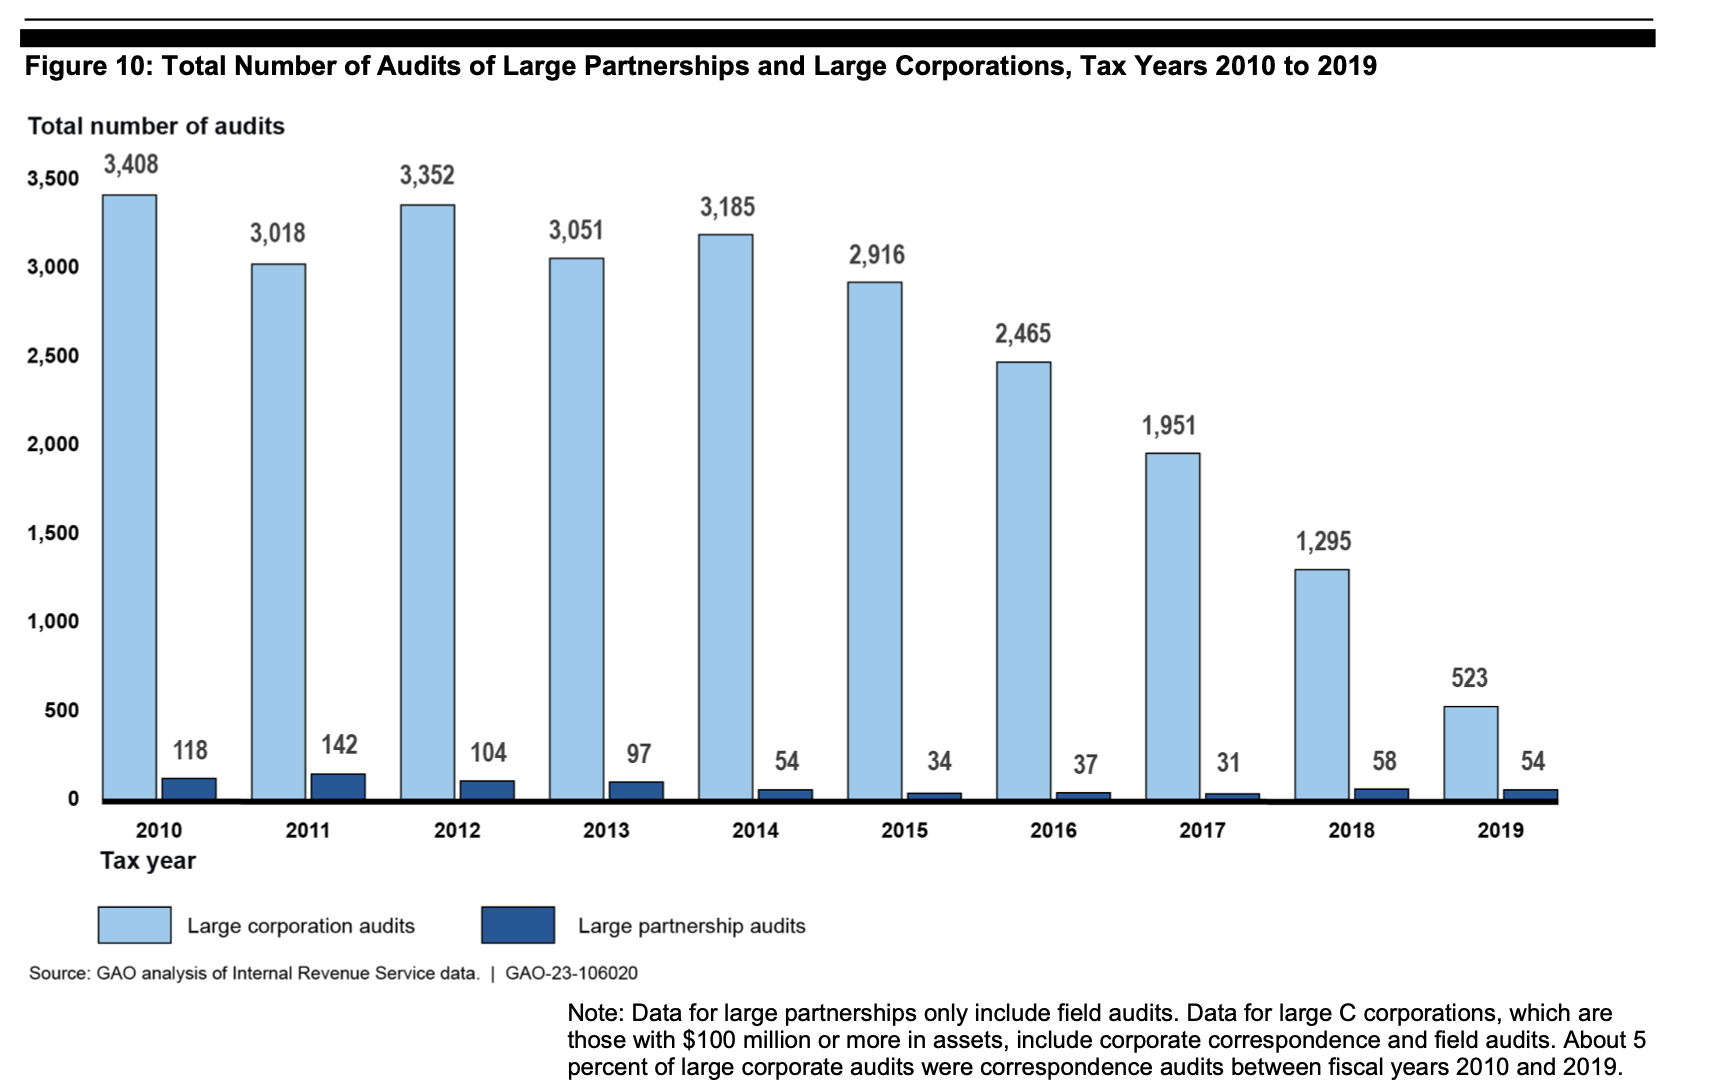 Figure 10: Total Number of Audits of Large Partnerships and Large Corporations, Tax Years 2010 to 2019
Total number of audits
3,500
3,000
2,500
2,000
1,500
1,000
500
0
3,408
118
3,018
142
3,352
104
3,051
97
3,185
54
2,916
34
2,465
37
1,951
31
1,295
58
523
54
2010 2011 2012 2013 2014 2015 2016 2017 2018 2019
Tax year
Large corporation audits
Large partnership audits
Source: GAO analysis of Internal Revenue Service data. | GAO-23-106020
Note: Data for large partnerships only include field audits. Data for large C corporations, which are
those with $100 million or more in assets, include corporate correspondence and field audits. About 5
percent of large corporate audits were correspondence audits between fiscal years 2010 and 2019.